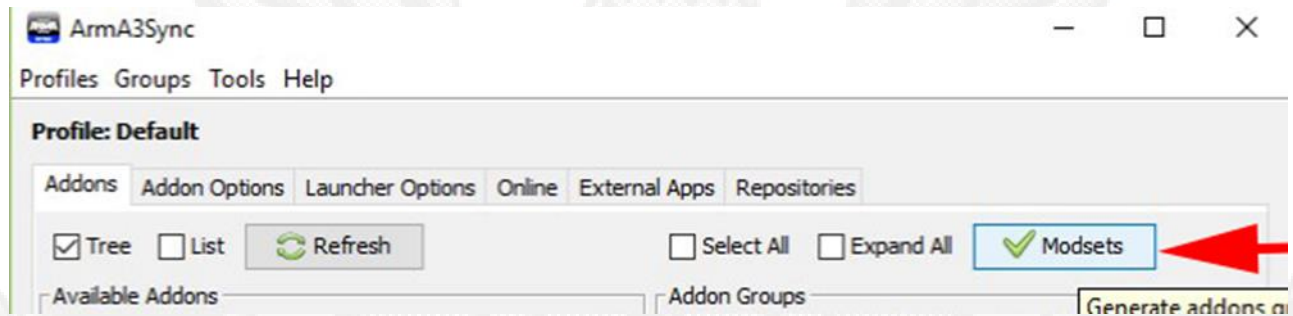 ArmA3Sync
Profiles Groups Tools Help
Profile: Default
Addons Addon Options Launcher Options Online External Apps Repositories
Tree List Refresh Select All Expand All Modsets
Available Addons Addon Groups
Generate addons